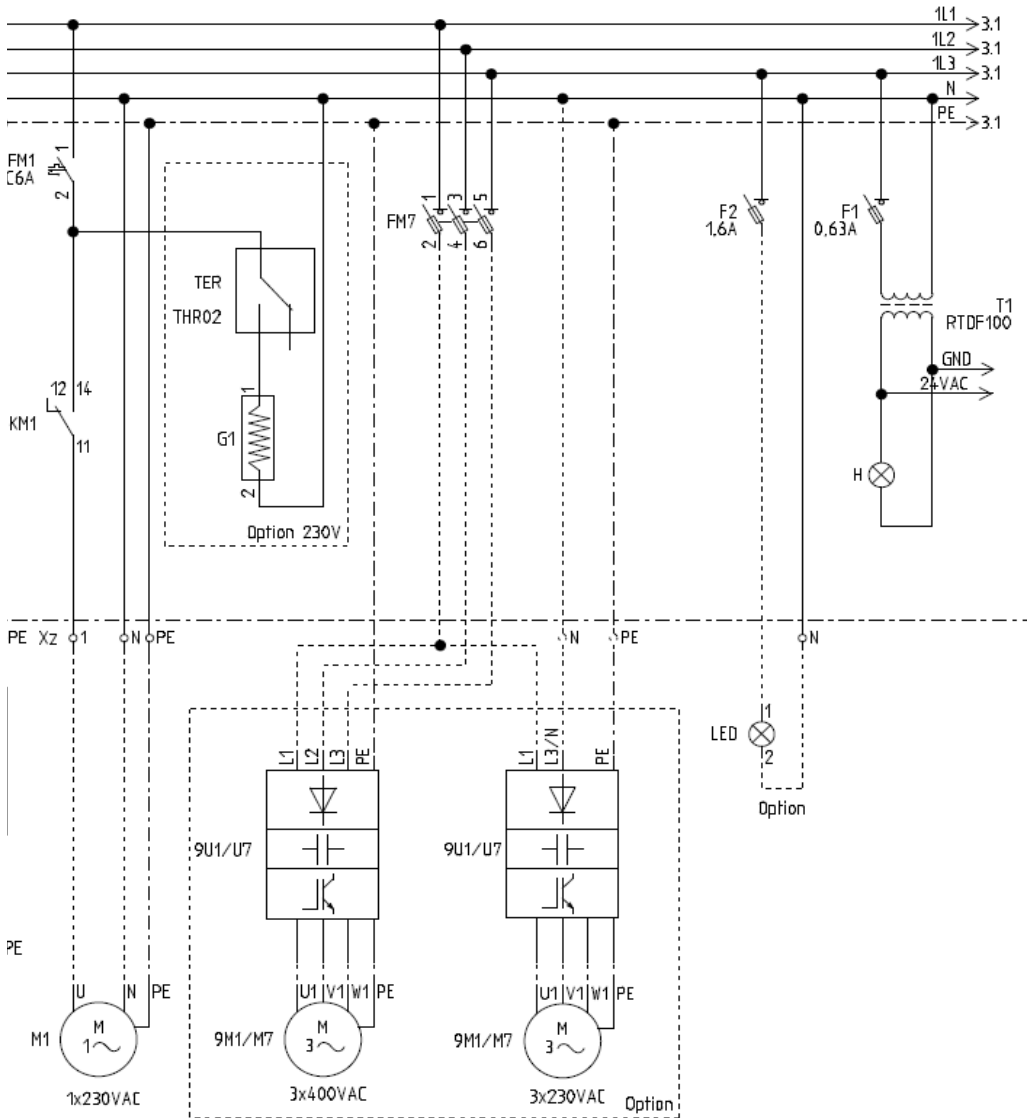 1L1 3.1
1L2 3.1
1L3 3.1
N
PE 3.1
FM1
C6A
1
2
FM7
1 3 5
2 4 6
F2
1,6A
F1
0,63A
TER
THR02
T1
RTDF100
GND
24VAC
12 14
KM1
11
1
G1
2
H
Option 230V
PE Xz 1 N PE
N PE
N
L1 L2 L3 PE
L1 L3/N PE
LED
1
2
Option
9U1/U7
9U1/U7
PE
U N PE
U1 V1 W1 PE
U1 V1 W1 PE
M1
M
1
9M1/M7
M
3
9M1/M7
M
3
1x230VAC
3x400VAC
3x230VAC
Option